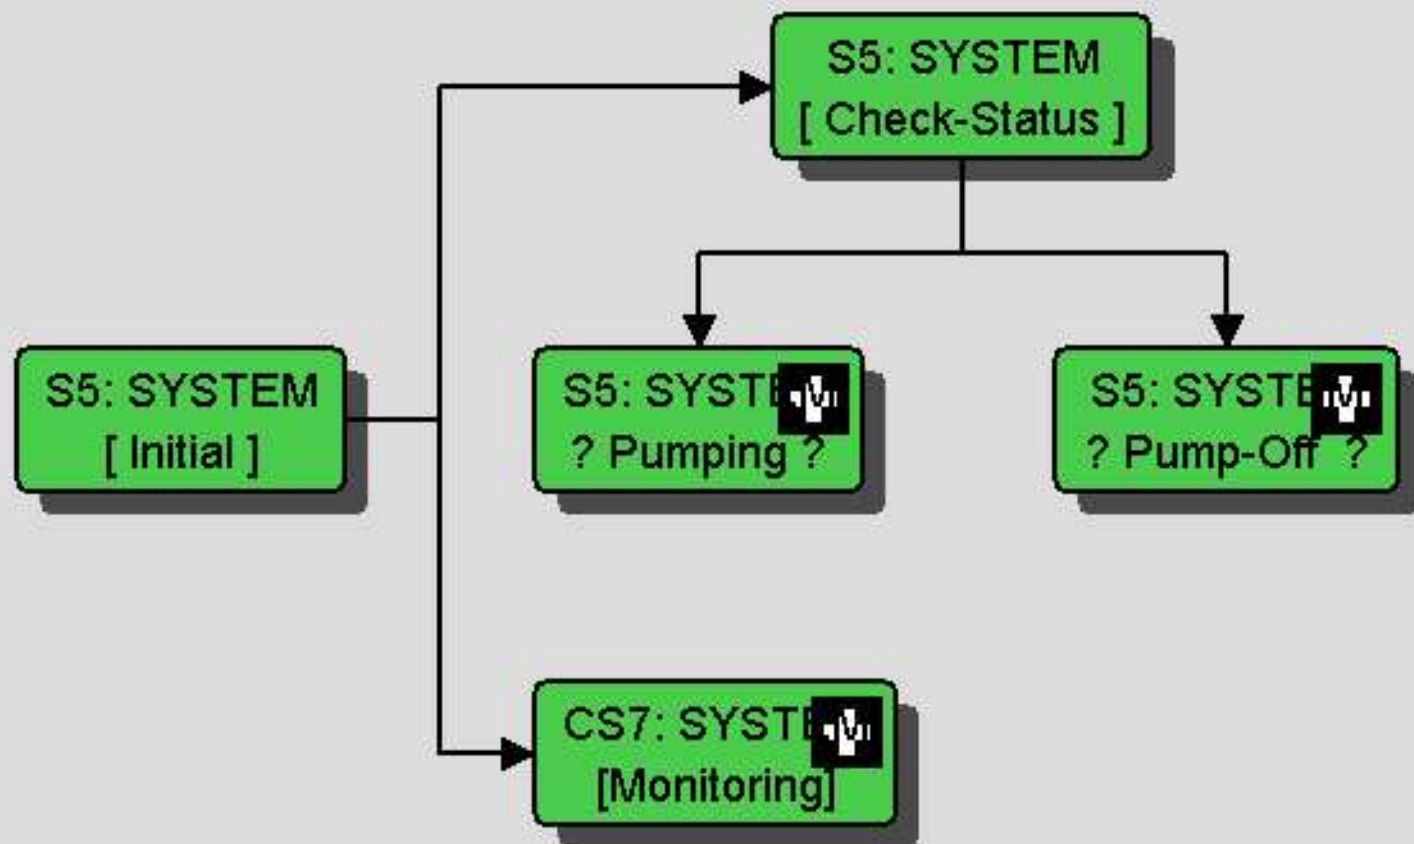 S5: SYSTEM
[ Check-Status ]
S5: SYSTEM
[ Initial ]
S5: SYSTE
? Pumping ?
S5: SYSTE
? Pump-Off ?
CS7: SYSTE
[Monitoring]